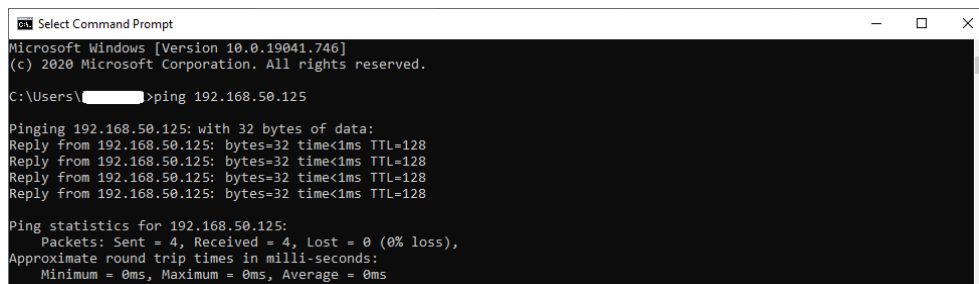 Select Command Prompt
Microsoft Windows [Version 10.0.19041.746]
(c) 2020 Microsoft Corporation. All rights reserved.
C:\Users\ >ping 192.168.50.125
Pinging 192.168.50.125: with 32 bytes of data:
Reply from 192.168.50.125: bytes=32 time<1ms TTL=128
Reply from 192.168.50.125: bytes=32 time<1ms TTL=128
Reply from 192.168.50.125: bytes=32 time<1ms TTL=128
Reply from 192.168.50.125: bytes=32 time<1ms TTL=128
Ping statistics for 192.168.50.125:
    Packets: Sent = 4, Received = 4, Lost = 0 (0% loss),
Approximate round trip times in milli-seconds:
    Minimum = 0ms, Maximum = 0ms, Average = 0ms